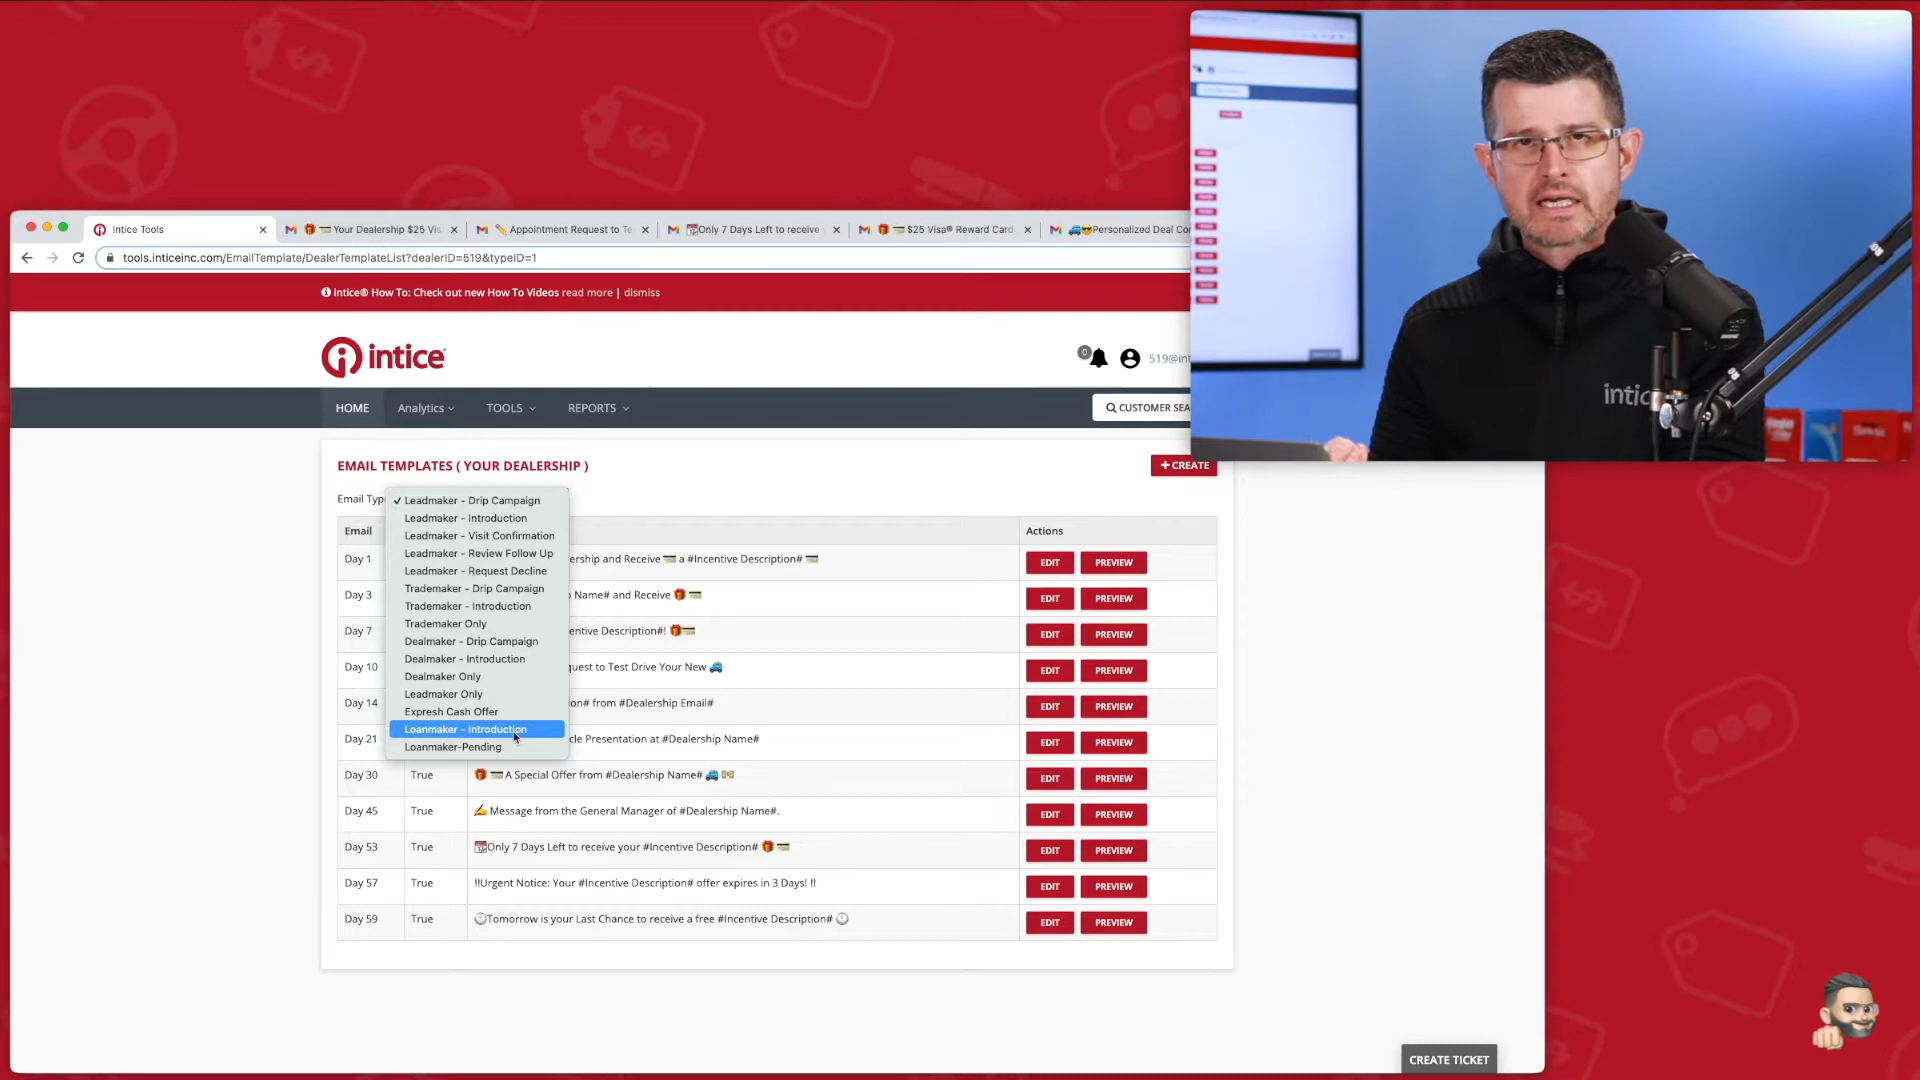 Intice Tools
Your Dealership $25 Vis
Appointment Request to Te
Only 7 Days Left to receive
$25 Visa® Reward Card
Personalized Deal Co
tools.inticeinc.com/EmailTemplate/DealerTemplateList?dealerID=519&typeID=1
intice® How To: Check out new How To Videos read more | dismiss
intice
0
519@int
HOME
Analytics
TOOLS
REPORTS
CUSTOMER SEA
EMAIL TEMPLATES ( YOUR DEALERSHIP )
+ CREATE
Email Typ
✓ Leadmaker - Drip Campaign
Leadmaker - Introduction
Leadmaker - Visit Confirmation
Leadmaker - Review Follow Up
Leadmaker - Request Decline
Trademaker - Drip Campaign
Trademaker - Introduction
Trademaker Only
Dealmaker - Drip Campaign
Dealmaker - Introduction
Dealmaker Only
Leadmaker Only
Expresh Cash Offer
Loanmaker - Introduction
Loanmaker-Pending
Email Actions
Day 1 ership and Receive 💳 a #Incentive Description# 💳 EDIT PREVIEW
Day 3 Name# and Receive 🎁 💳 EDIT PREVIEW
Day 7 entive Description#! 🎁💳 EDIT PREVIEW
Day 10 quest to Test Drive Your New 🚙 EDIT PREVIEW
Day 14 on# from #Dealership Email# EDIT PREVIEW
Day 21 cle Presentation at #Dealership Name# EDIT PREVIEW
Day 30 True 🎁 💳 A Special Offer from #Dealership Name# 🚙 💵 EDIT PREVIEW
Day 45 True ✍ Message from the General Manager of #Dealership Name#. EDIT PREVIEW
Day 53 True 📆Only 7 Days Left to receive your #Incentive Description# 🎁 💳 EDIT PREVIEW
Day 57 True !!Urgent Notice: Your #Incentive Description# offer expires in 3 Days! !! EDIT PREVIEW
Day 59 True 🕛Tomorrow is your Last Chance to receive a free #Incentive Description# 🕛 EDIT PREVIEW
CREATE TICKET
intic